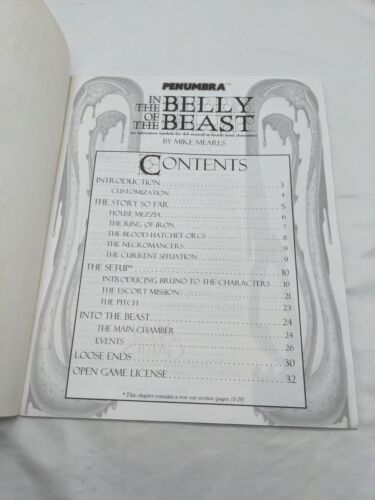 PENUMBRA™
IN THE BELLY
OF THE BEAST
an adventure module for 4-6 second to fourth level characters
BY MIKE MEARLS
CONTENTS
INTRODUCTION 3
CUSTOMIZATION 4
THE STORY SO FAR 5
HOUSE MEZZIA 6
THE RING OF IRON 7
THE BLOOD HATCHET ORCS 8
THE NECROMANCERS 9
THE CURRENT SITUATION 9
THE SETUP* 10
INTRODUCING BRUNO TO THE CHARACTERS 10
THE ESCORT MISSION 21
THE PITCH 23
INTO THE BEAST 24
THE MAIN CHAMBER 24
EVENTS 26
LOOSE ENDS 30
OPEN GAME LICENSE 32
* This chapter contains a tear out section (pages 13-20)